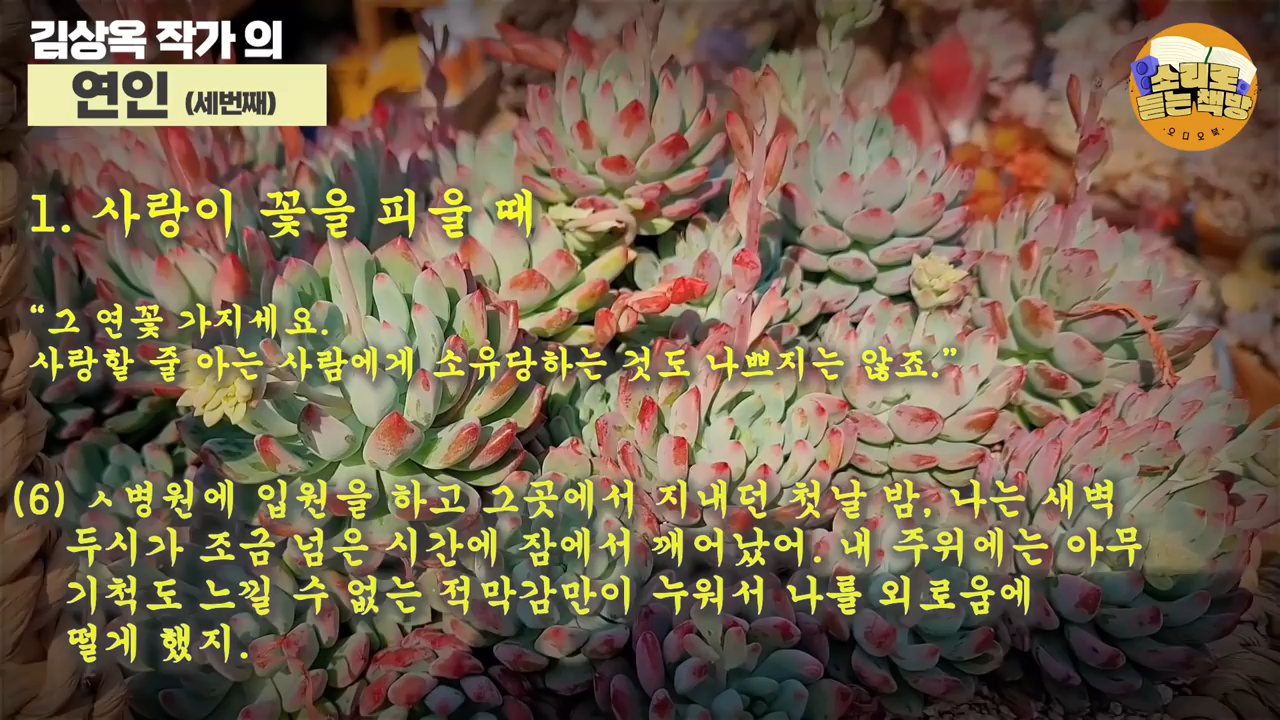 김상옥 작가 의
연인 (세번째)
소리로
듣는 책방
·오디오북·
1. 사랑이 꽃을 피울 때
“그 연꽃 가지세요.
사랑할 줄 아는 사람에게 소유당하는 것도 나쁘지는 않죠.”
(6) ㅅ병원에 입원을 하고 그곳에서 지내던 첫날 밤, 나는 새벽
두시가 조금 넘은 시간에 잠에서 깨어났어. 내 주위에는 아무
기척도 느낄 수 없는 적막감만이 누워서 나를 외로움에
떨게 했지.